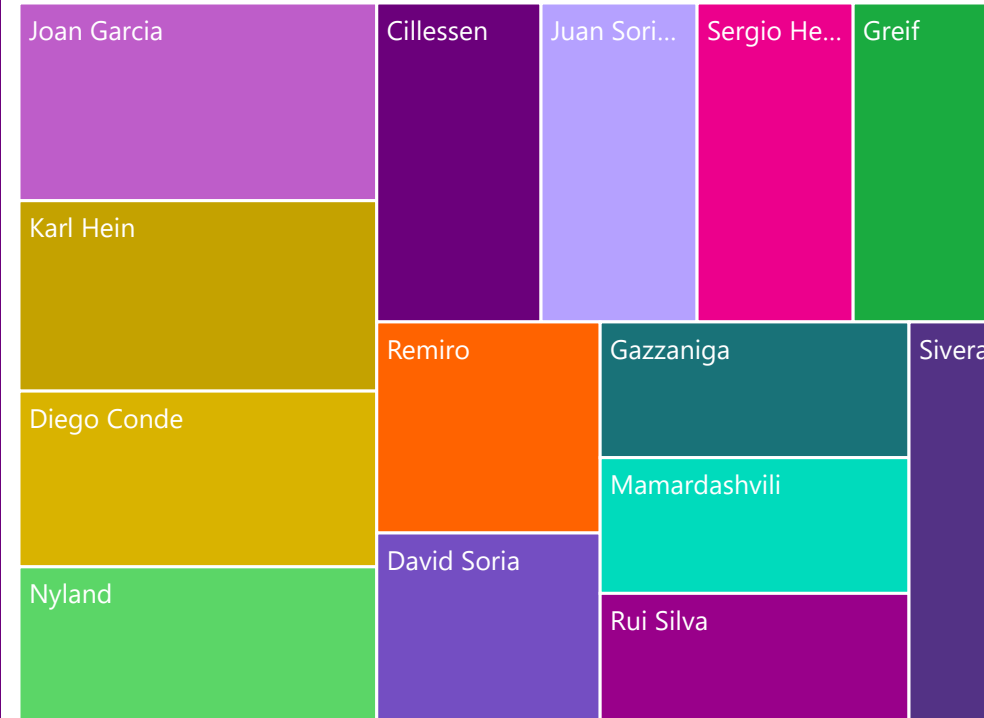 Joan Garcia
Cillessen
Juan Sori...
Sergio He...
Greif
Karl Hein
Remiro
Gazzaniga
Sivera
Diego Conde
Mamardashvili
David Soria
Nyland
Rui Silva